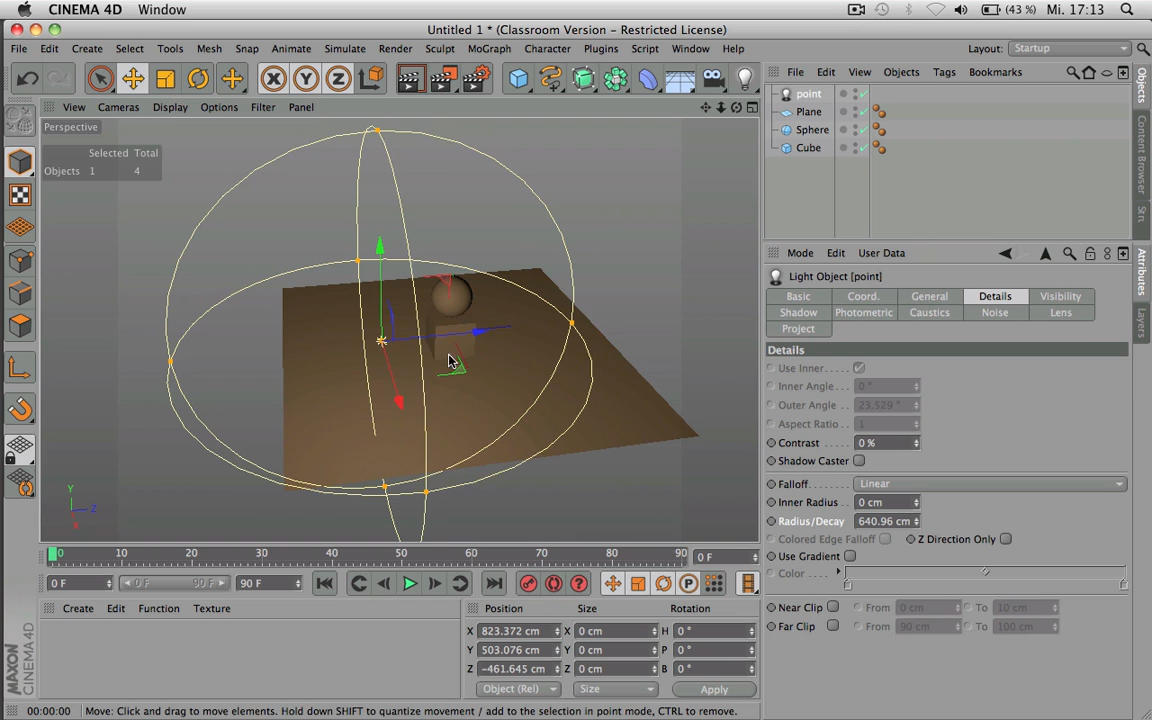 CINEMA 4D Window (43 %) Mi. 17:13
Untitled 1 * (Classroom Version - Restricted License)
File Edit Create Select Tools Mesh Snap Animate Simulate Render Sculpt MoGraph Character Plugins Script Window Help Layout: Startup
X Y Z
File Edit View Objects Tags Bookmarks
View Cameras Display Options Filter Panel
Perspective
Selected Total
Objects 1 4
point
Plane
Sphere
Cube
Objects
Content Browser
Str
Mode Edit User Data
Light Object [point]
Basic Coord. General Details Visibility
Shadow Photometric Caustics Noise Lens
Project
Attributes
Layers
Details
Use Inner . . . . .
Inner Angle . . 0 °
Outer Angle . . 23.529 °
Aspect Ratio . . 1
Contrast . . . . . 0 %
Shadow Caster
Falloff. . . . . . . . Linear
Inner Radius . . 0 cm
Radius/Decay 640.96 cm
Colored Edge Falloff Z Direction Only
Use Gradient
Color . . . .
Near Clip From 0 cm To 10 cm
Far Clip . From 90 cm To 100 cm
Y
Z
X
0 10 20 30 40 50 60 70 80 90 0 F
0 F 0 F 90 F 90 F
P
Create Edit Function Texture
Position Size Rotation
X 823.372 cm X 0 cm H 0 °
Y 503.076 cm Y 0 cm P 0 °
Z -461.645 cm Z 0 cm B 0 °
Object (Rel) Size Apply
MAXON
CINEMA 4D
00:00:00 Move: Click and drag to move elements. Hold down SHIFT to quantize movement / add to the selection in point mode, CTRL to remove.